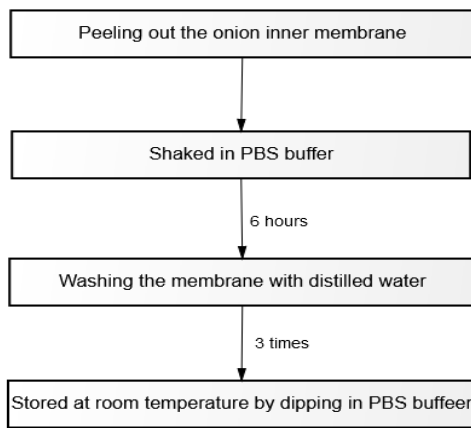 Peeling out the onion inner membrane
Shaked in PBS buffer
6 hours
Washing the membrane with distilled water
3 times
Stored at room temperature by dipping in PBS buffeer